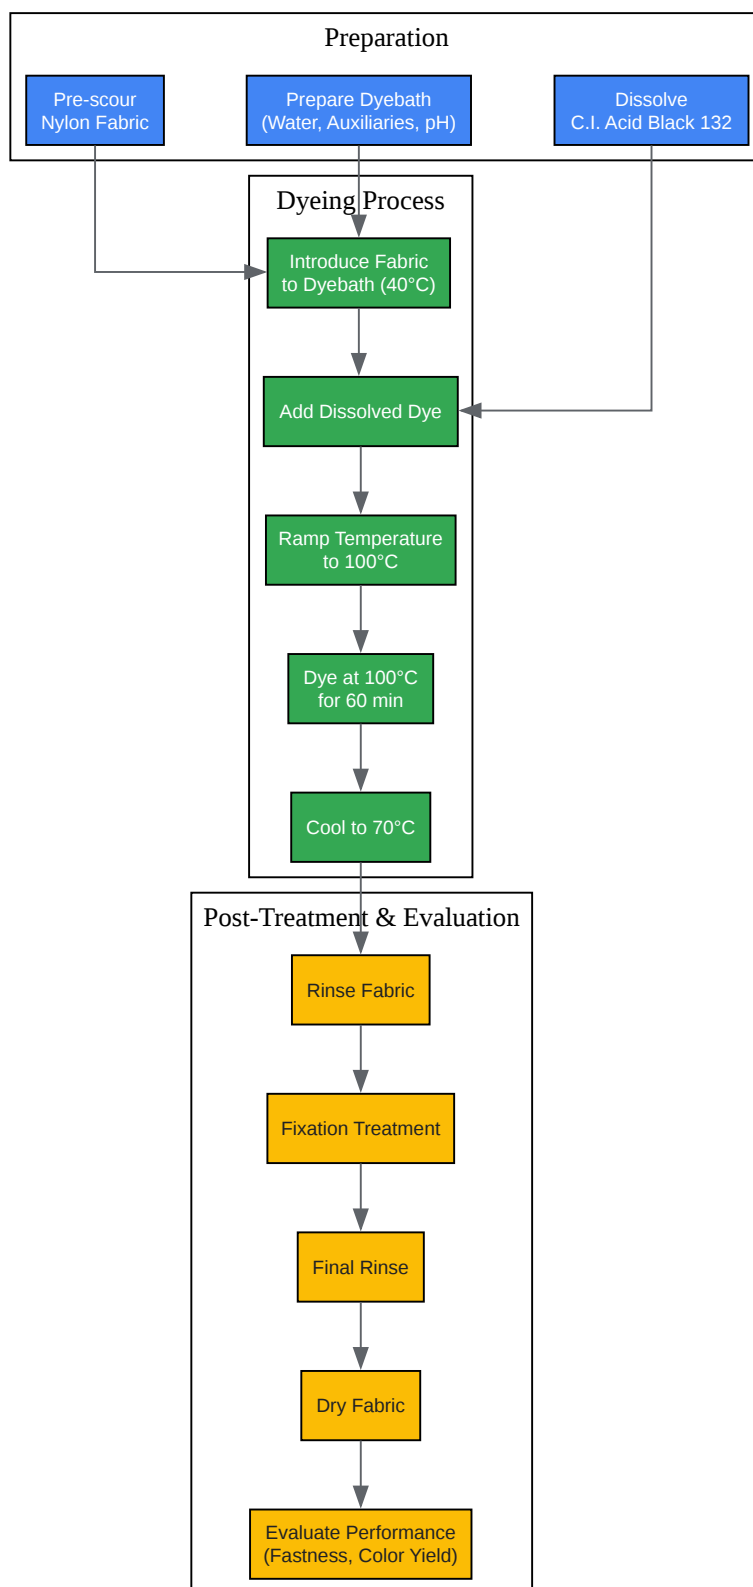 Preparation
Pre-scour
Nylon Fabric
Prepare Dyebath
(Water, Auxiliaries, pH)
Dissolve
C.I. Acid Black 132
Dyeing Process
Introduce Fabric
to Dyebath (40°C)
Add Dissolved Dye
Ramp Temperature
to 100°C
Dye at 100°C
for 60 min
Cool to 70°C
Post-Treatment & Evaluation
Rinse Fabric
Fixation Treatment
Final Rinse
Dry Fabric
Evaluate Performance
(Fastness, Color Yield)